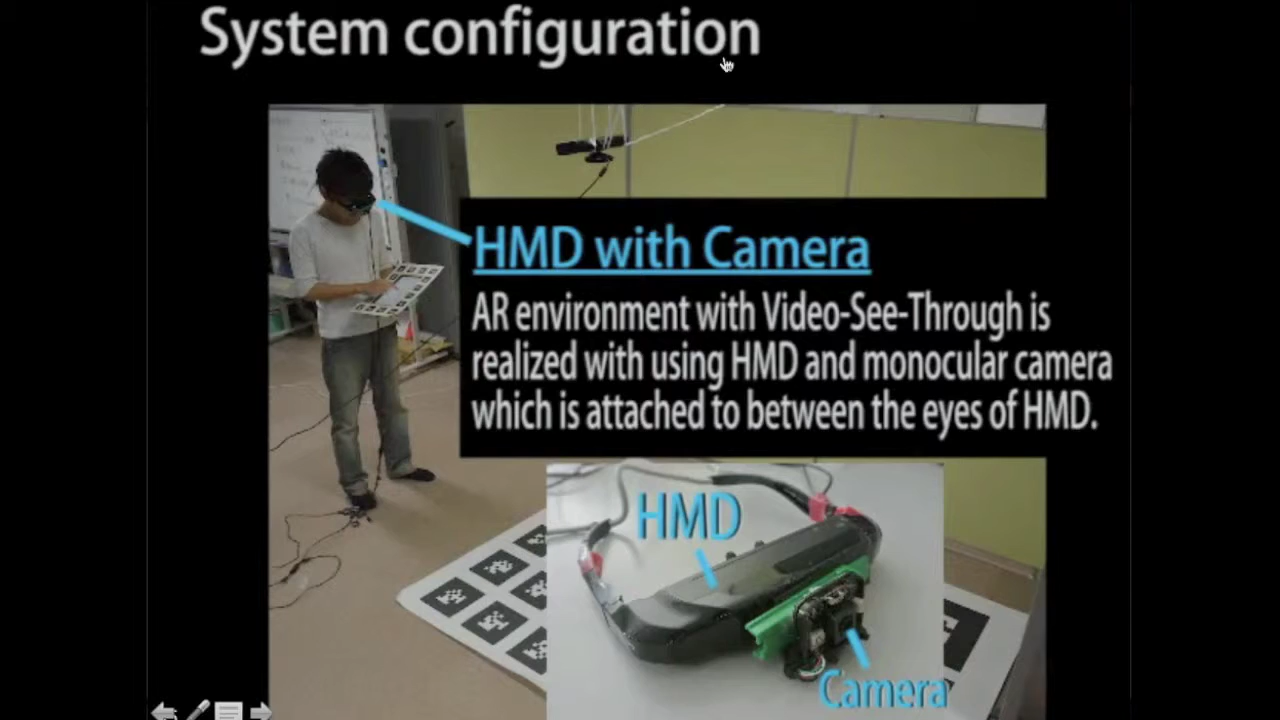 System configuration
HMD with Camera
AR environment with Video-See-Through is
realized with using HMD and monocular camera
which is attached to between the eyes of HMD.
HMD
Camera